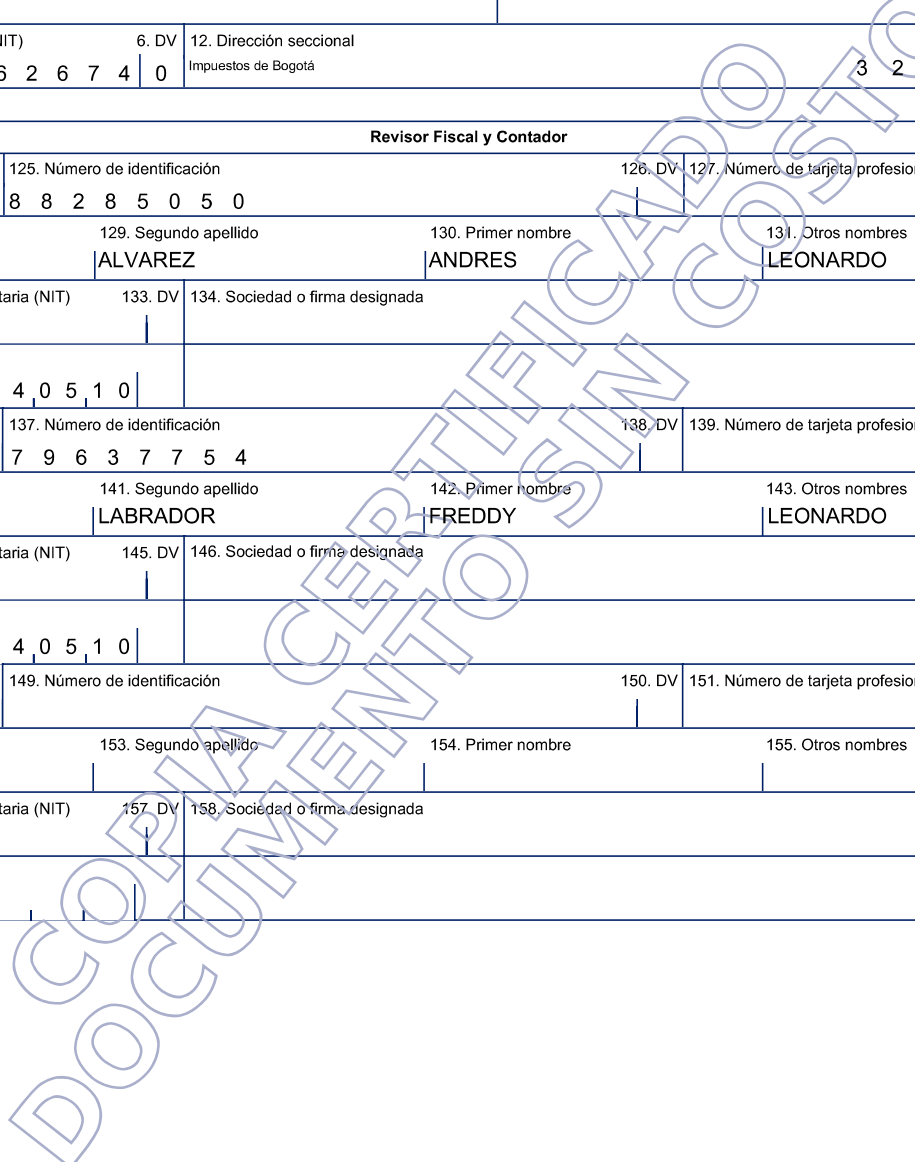 NIT) 6. DV 12. Dirección seccional
6 2 6 7 4 0 Impuestos de Bogotá 3 2
Revisor Fiscal y Contador
125. Número de identificación 126. DV 127. Número de tarjeta profesion
8 8 2 8 5 0 5 0
129. Segundo apellido 130. Primer nombre 131. Otros nombres
ALVAREZ ANDRES LEONARDO
taria (NIT) 133. DV 134. Sociedad o firma designada
4 0 5 1 0
137. Número de identificación 138. DV 139. Número de tarjeta profesion
7 9 6 3 7 7 5 4
141. Segundo apellido 142. Primer nombre 143. Otros nombres
LABRADOR FREDDY LEONARDO
taria (NIT) 145. DV 146. Sociedad o firma designada
4 0 5 1 0
149. Número de identificación 150. DV 151. Número de tarjeta profesion
153. Segundo apellido 154. Primer nombre 155. Otros nombres
taria (NIT) 157. DV 158. Sociedad o firma designada
COPIA CERTIFICADO
DOCUMENTO SIN COSTO